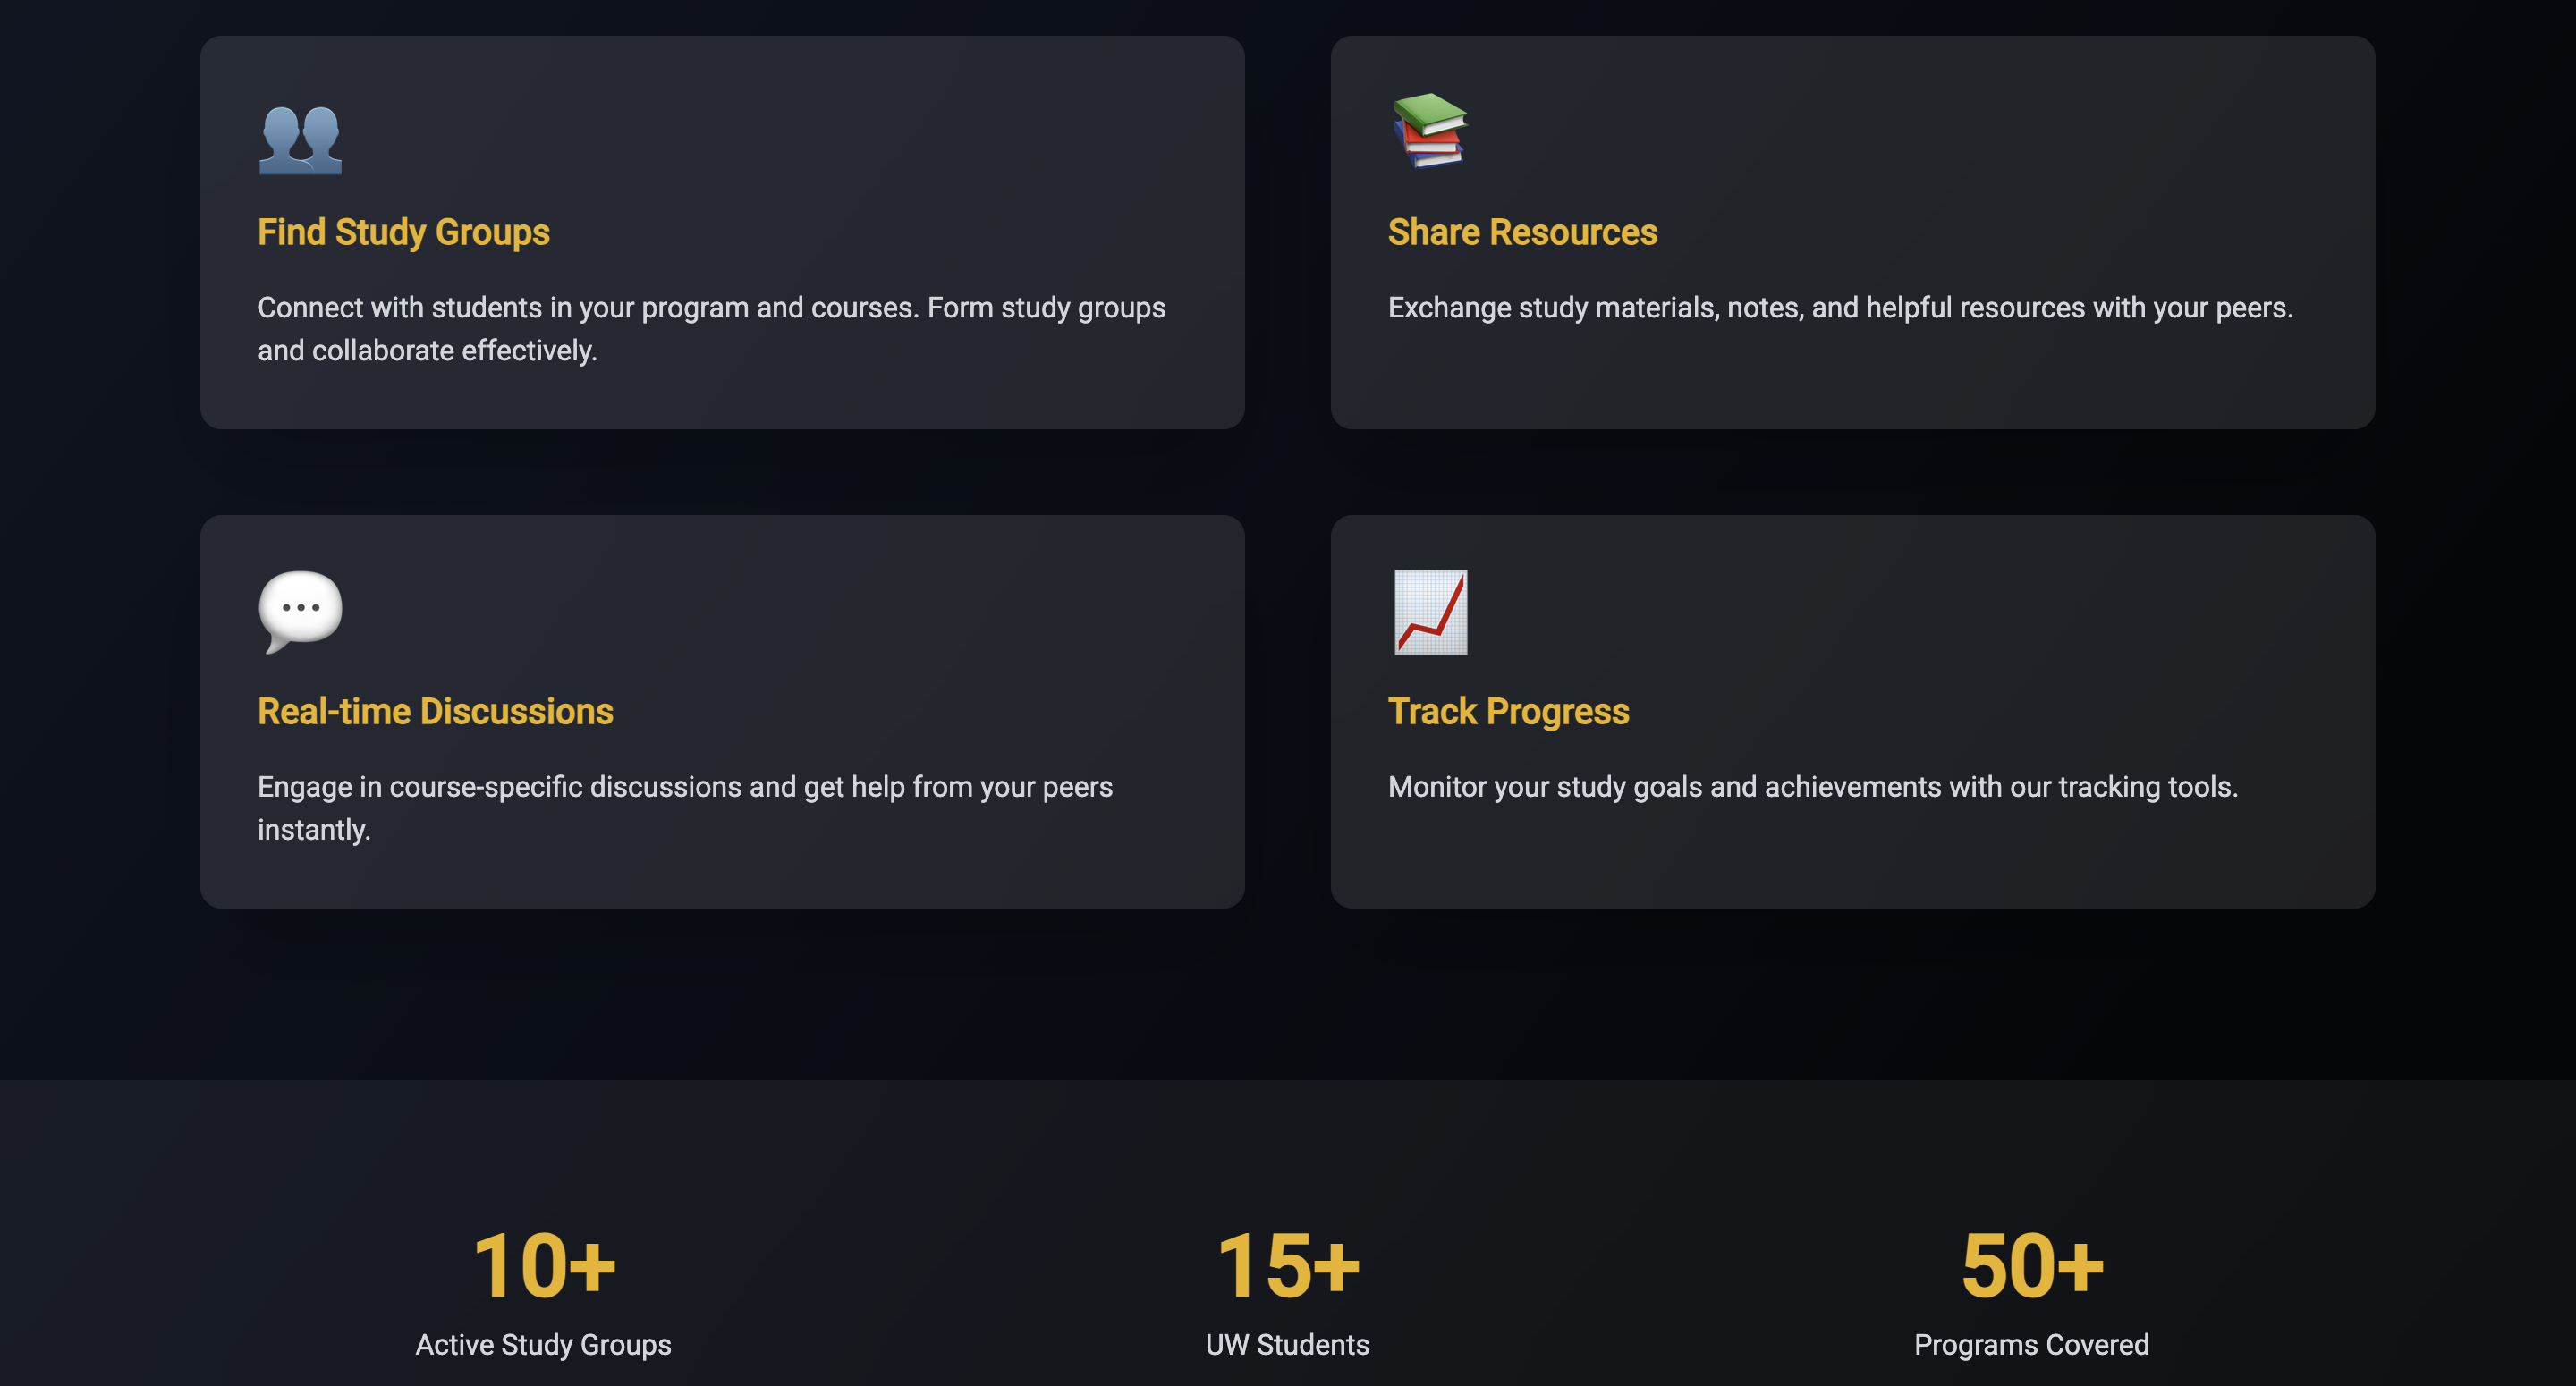 Find Study Groups
Connect with students in your program and courses. Form study groups
and collaborate effectively.
Share Resources
Exchange study materials, notes, and helpful resources with your peers.
Real-time Discussions
Engage in course-specific discussions and get help from your peers
instantly.
Track Progress
Monitor your study goals and achievements with our tracking tools.
10+
Active Study Groups
15+
UW Students
50+
Programs Covered